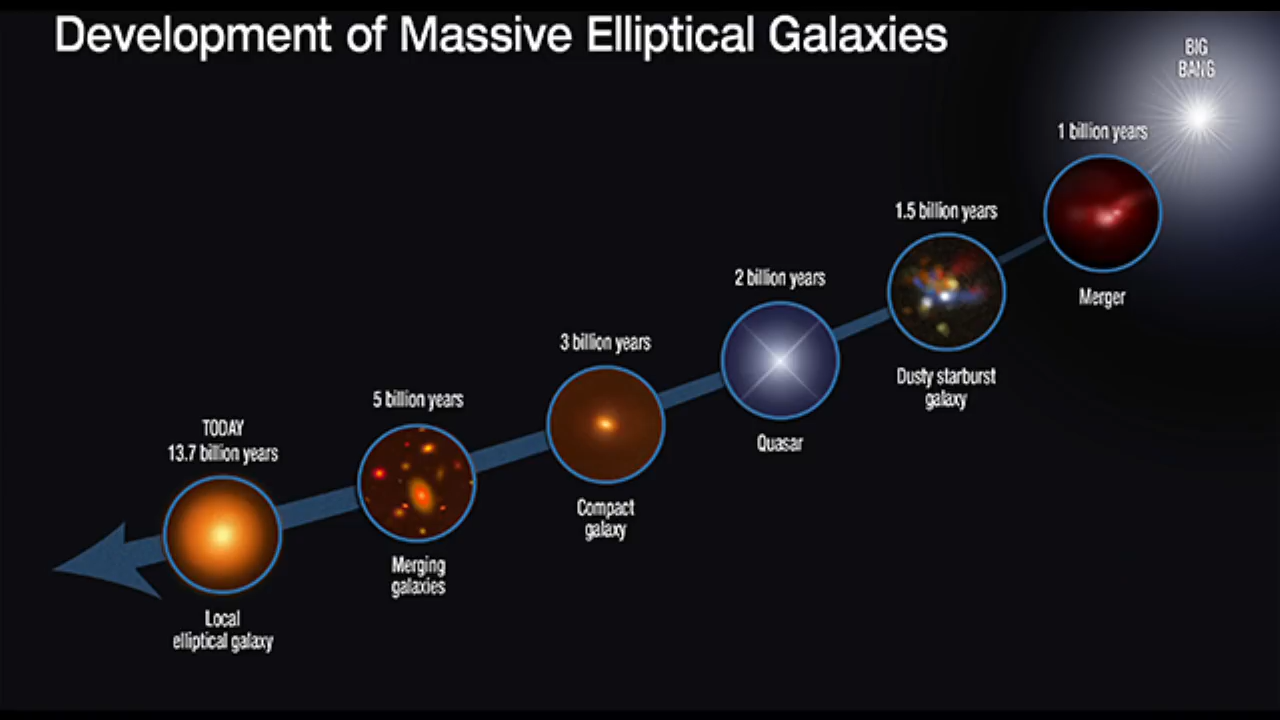 Development of Massive Elliptical Galaxies
BIG
BANG
1 billion years
Merger
1.5 billion years
Dusty starburst
galaxy
2 billion years
Quasar
3 billion years
Compact
galaxy
5 billion years
Merging
galaxies
TODAY
13.7 billion years
Local
elliptical galaxy